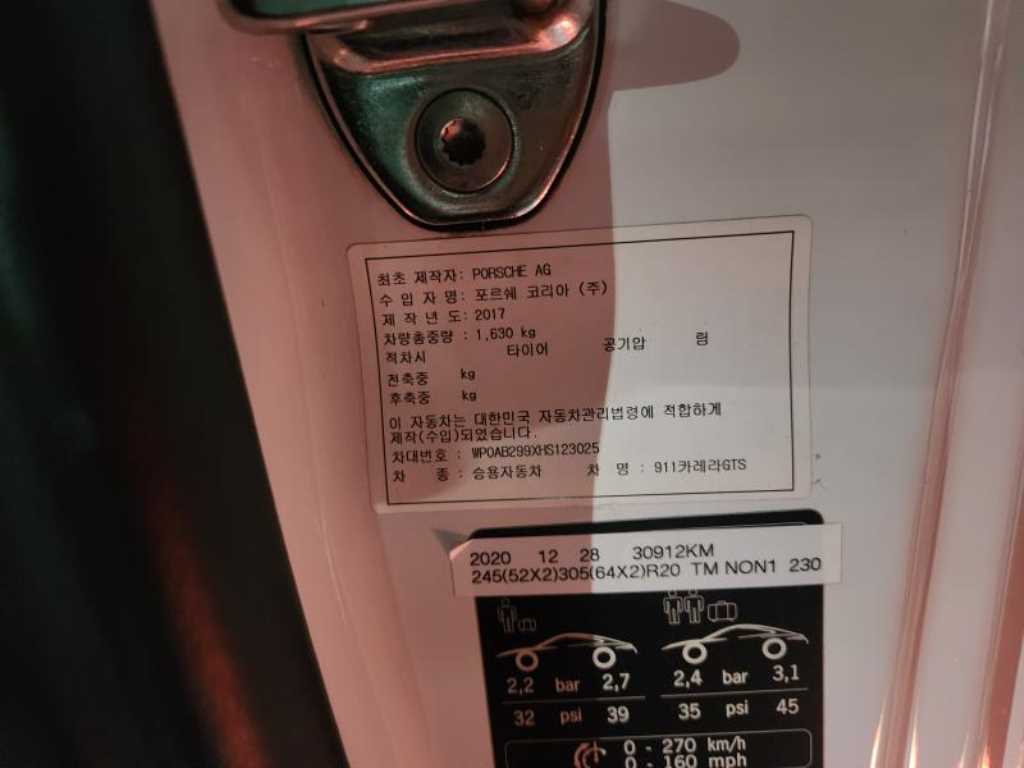 최초 제작자: PORSCHE AG
수 입 자 명: 포르쉐 코리아 (주)
제 작 년 도: 2017
차량총중량 : 1,630 kg
적차시 타이어 공기압 력
전축중 kg
후축중 kg
이 자동차는 대한민국 자동차관리법령에 적합하게
제작(수입)되었습니다.
차대번호 : WP0AB299XHS123025
차 종 : 승용자동차 차 명 : 911카레라GTS
2020 12 28 30912KM
245(52X2)305(64X2)R20 TM NON1 230
2,2 bar 2,7 2,4 bar 3,1
32 psi 39 35 psi 45
0 - 270 km/h
0 - 160 mph